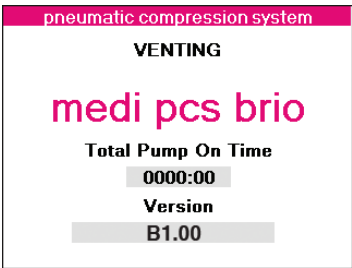 pneumatic compression system
VENTING
medi pcs brio
Total Pump On Time
0000:00
Version
B1.00